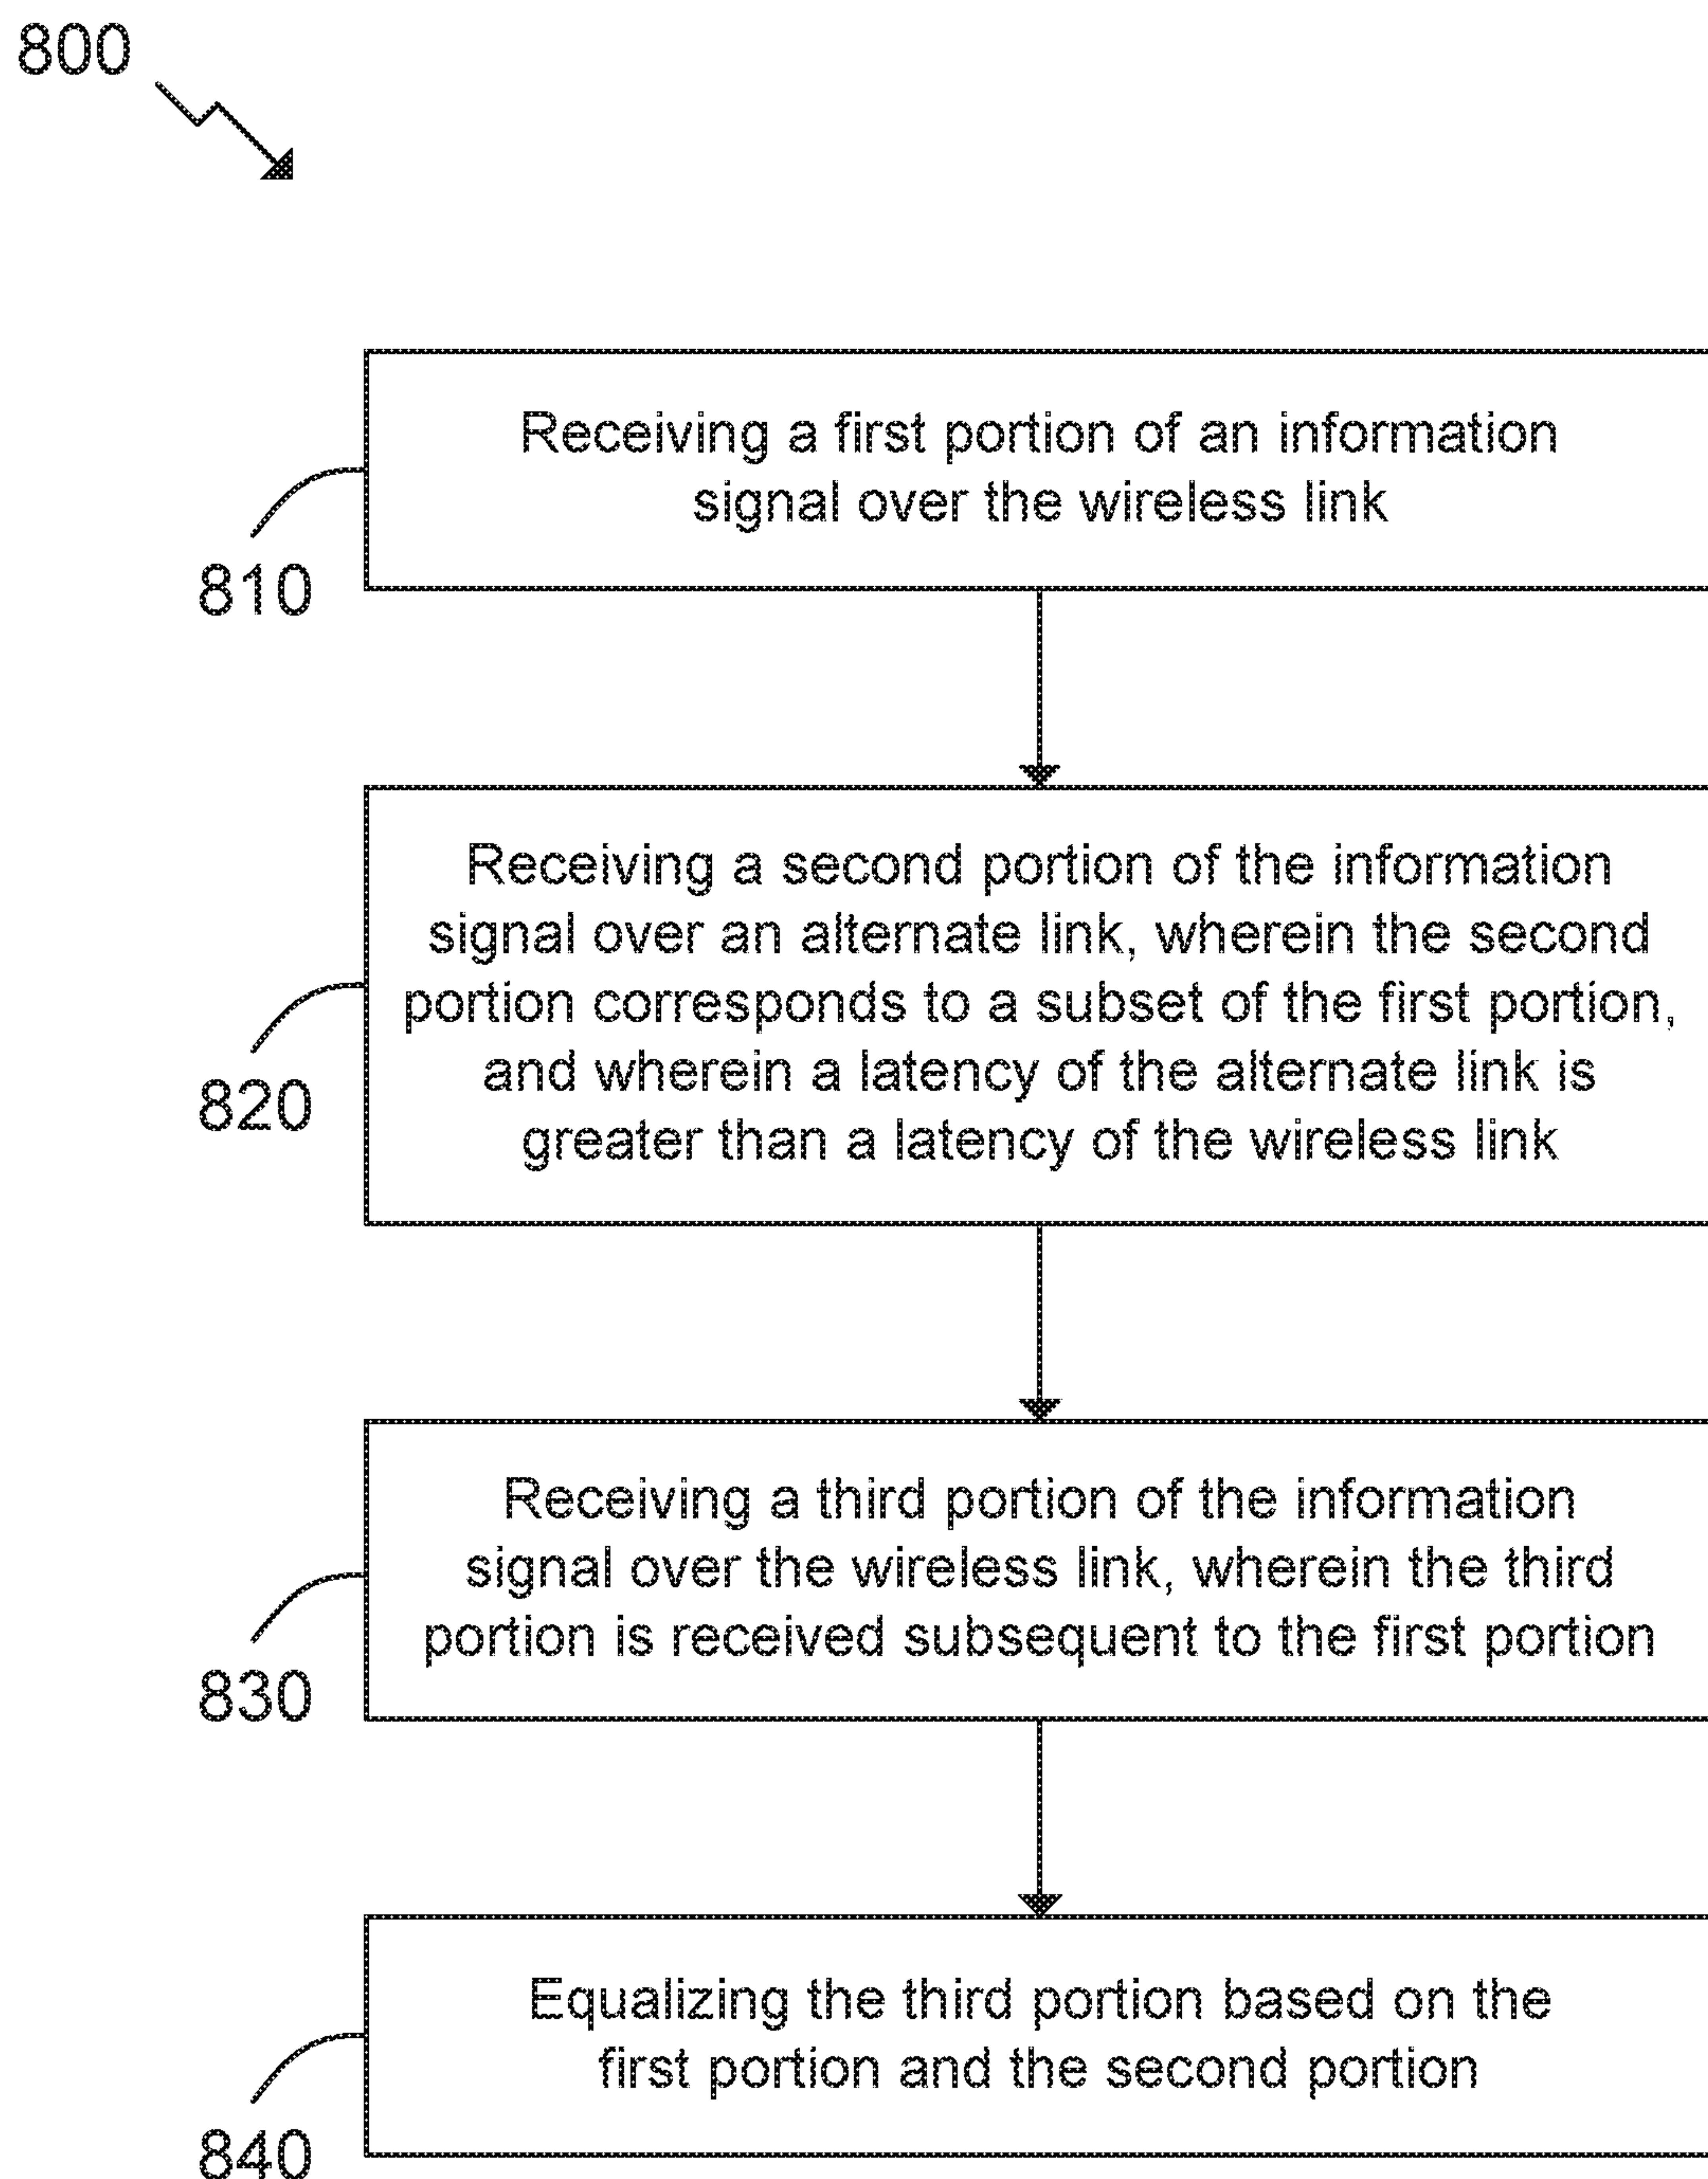 800
Receiving a first portion of an information
signal over the wireless link
810
Receiving a second portion of the information
signal over an alternate link, wherein the second
portion corresponds to a subset of the first portion,
and wherein a latency of the alternate link is
greater than a latency of the wireless link
820
Receiving a third portion of the information
signal over the wireless link, wherein the third
portion is received subsequent to the first portion
830
Equalizing the third portion based on the
first portion and the second portion
840